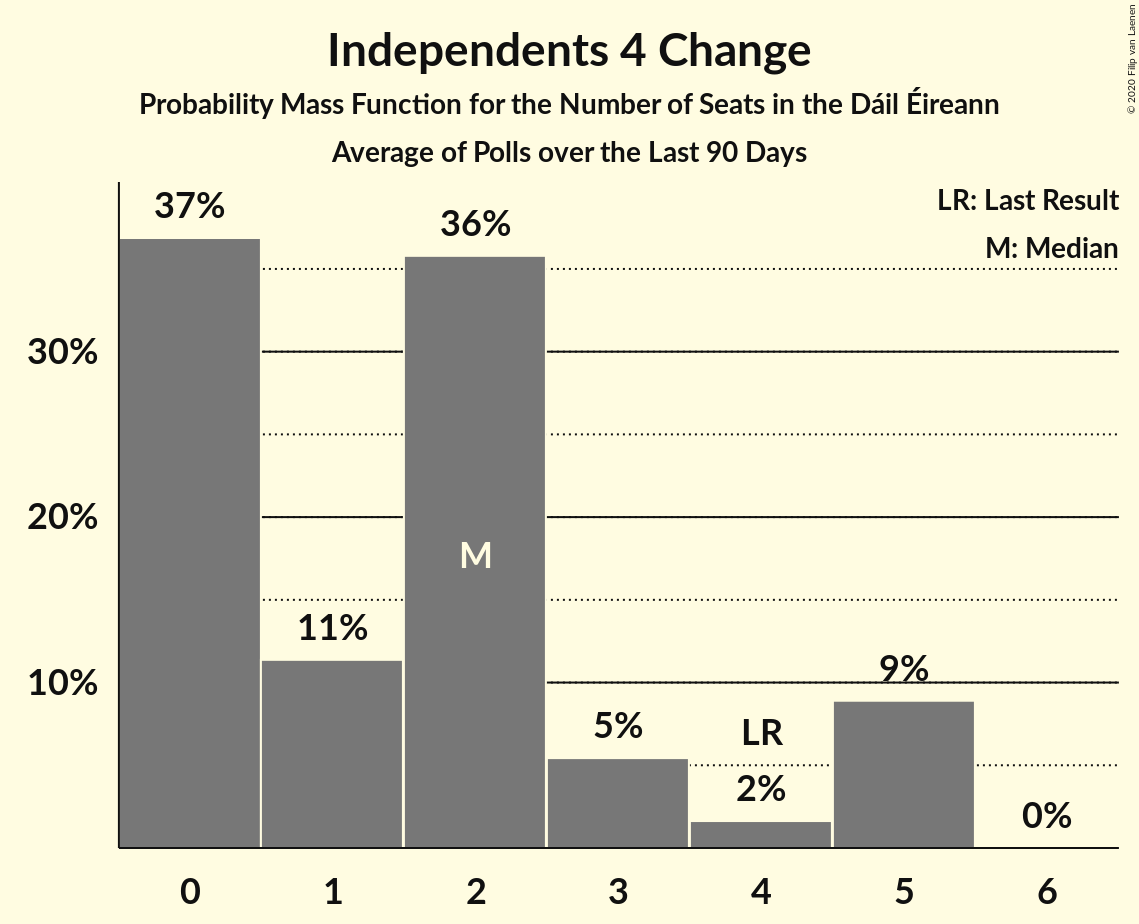 Independents 4 Change
Probability Mass Function for the Number of Seats in the Dáil Éireann
Average of Polls over the Last 90 Days
© 2020 Filip van Laenen
LR: Last Result
M: Median
37%
36%
30%
20%
M
11%
10%
9%
5%
LR
2%
0%
0 1 2 3 4 5 6